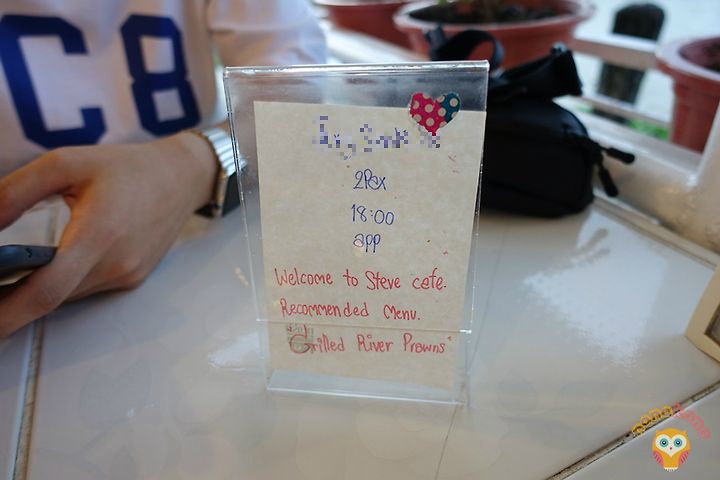 C8
2Pax
18:00
app
Welcome to Steve cafe.
Recommended Menu.
"Grilled River Prawns"